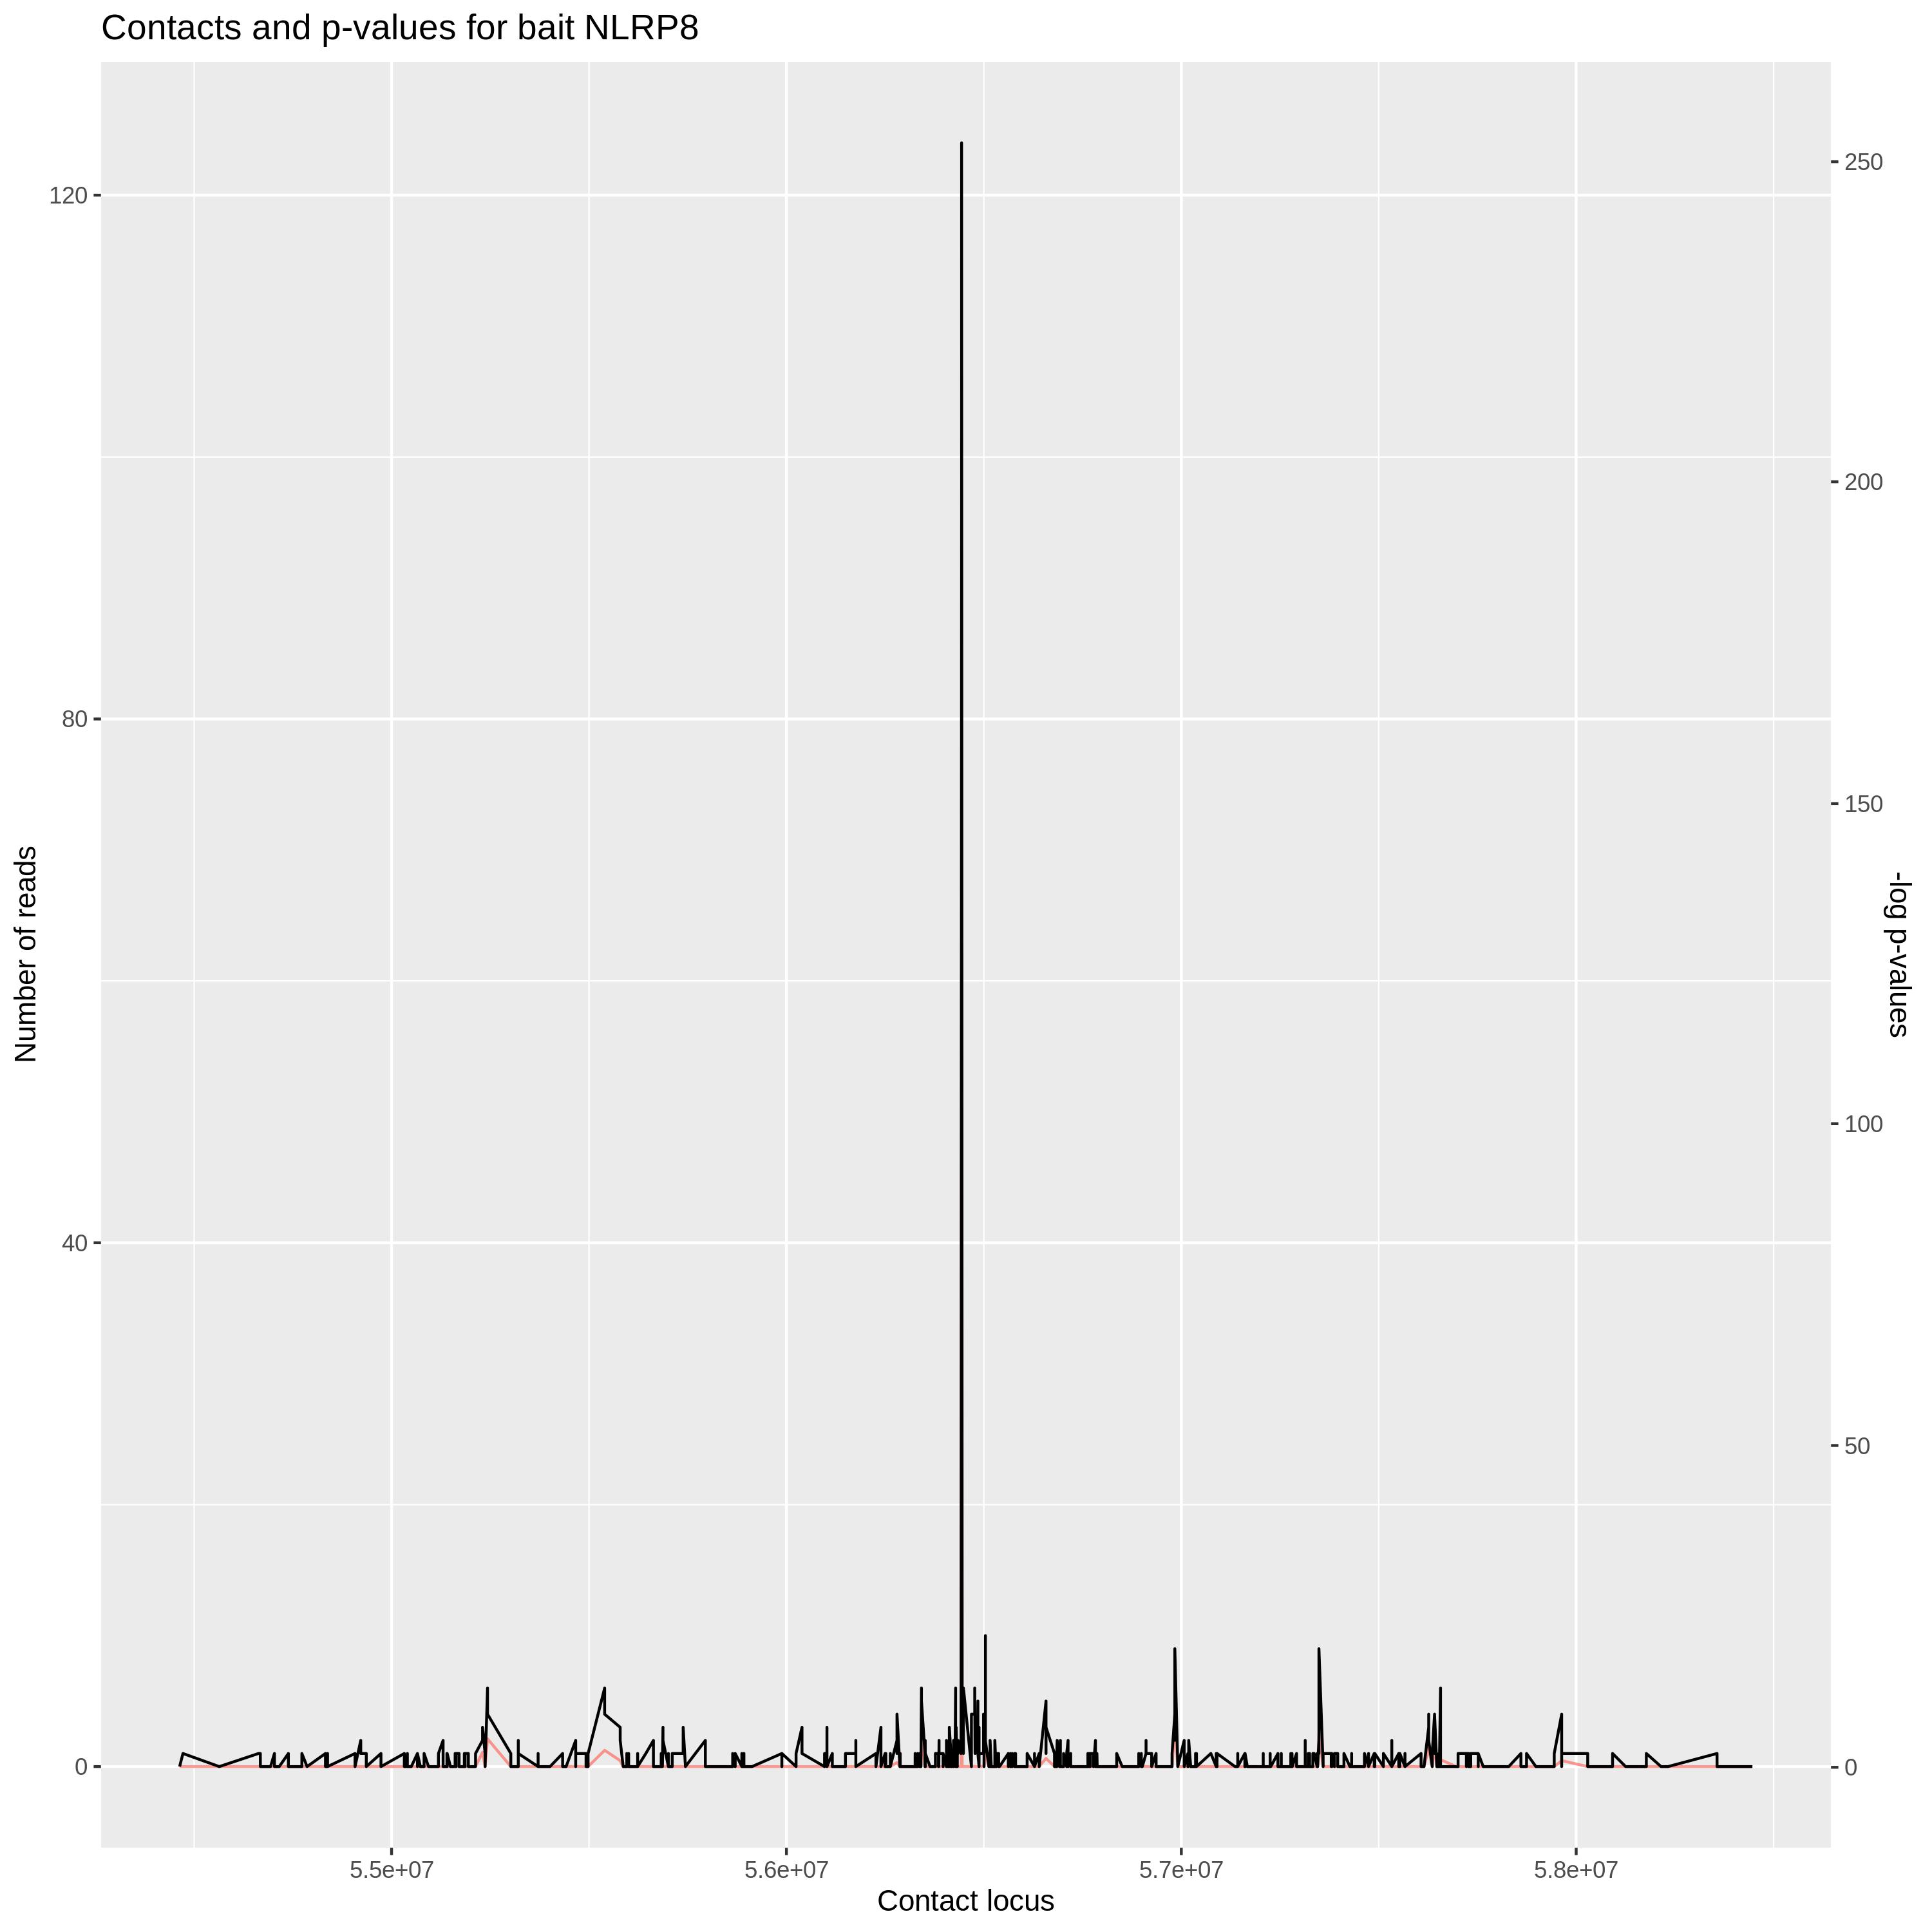 Contacts and p-values for bait NLRP8
Number of reads
120
80
40
0
250
200
150
100
50
0
-log p-values
5.5e+07
5.6e+07
5.7e+07
5.8e+07
Contact locus